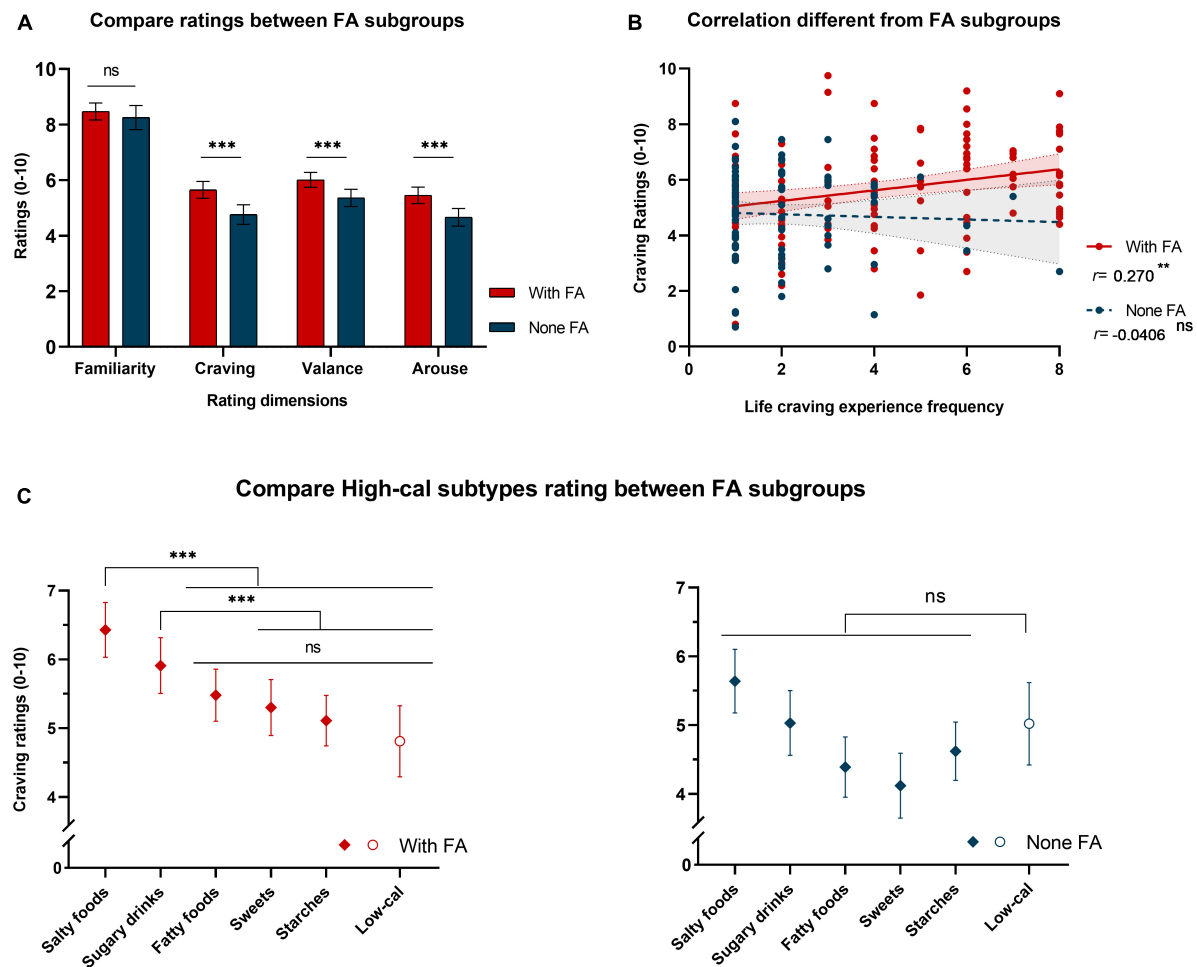 A
Compare ratings between FA subgroups
Ratings (0-10)
10
8
6
4
2
0
ns
***
***
***
Familiarity
Craving
Valance
Arouse
Rating dimensions
With FA
None FA
B
Correlation different from FA subgroups
Craving Ratings (0-10)
10
8
6
4
2
0
0
2
4
6
8
Life craving experience frequency
With FA
r= 0.270 **
None FA
r= -0.0406 ns
C
Compare High-cal subtypes rating between FA subgroups
Craving ratings (0-10)
7
6
5
4
0
***
***
ns
With FA
Salty foods
Sugary drinks
Fatty foods
Sweets
Starches
Low-cal
7
6
5
4
0
ns
None FA
Salty foods
Sugary drinks
Fatty foods
Sweets
Starches
Low-cal